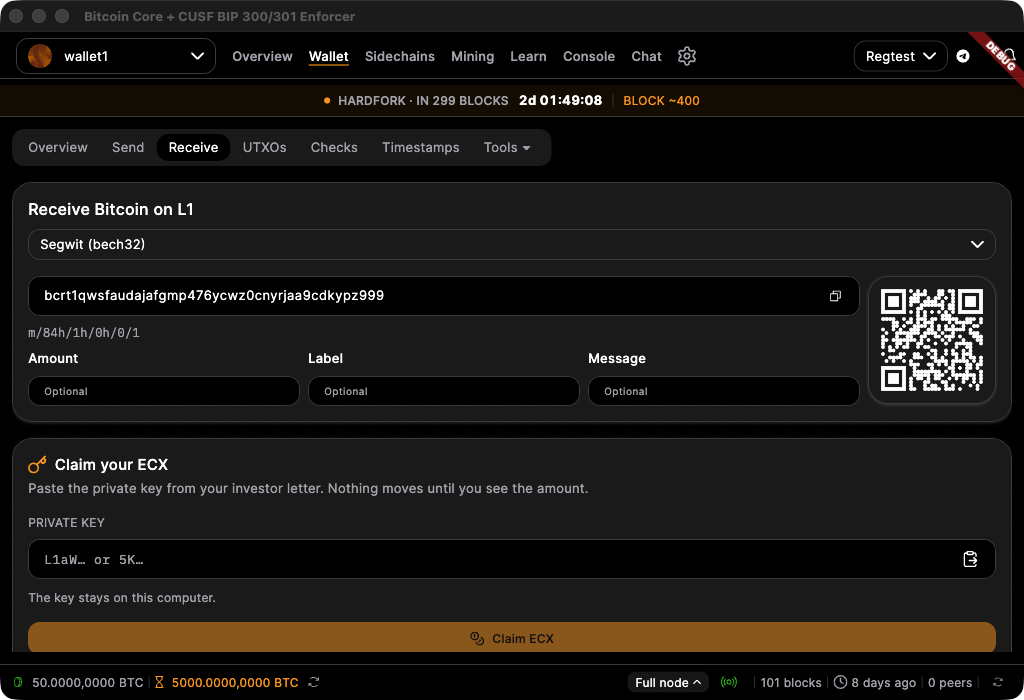 Bitcoin Core + CUSF BIP 300/301 Enforcer
wallet1 Overview Wallet Sidechains Mining Learn Console Chat Regtest DEBUG
HARDFORK · IN 299 BLOCKS 2d 01:49:08 BLOCK ~400
Overview Send Receive UTXOs Checks Timestamps Tools
Receive Bitcoin on L1
Segwit (bech32)
bcrt1qwsfaudajafgmp476ycwz0cnyrjaa9cdkypz999
m/84h/1h/0h/0/1
Amount Label Message
Optional Optional Optional
Claim your ECX
Paste the private key from your investor letter. Nothing moves until you see the amount.
PRIVATE KEY
L1aW… or 5K…
The key stays on this computer.
Claim ECX
50.0000,0000 BTC 5000.0000,0000 BTC Full node 101 blocks 8 days ago 0 peers